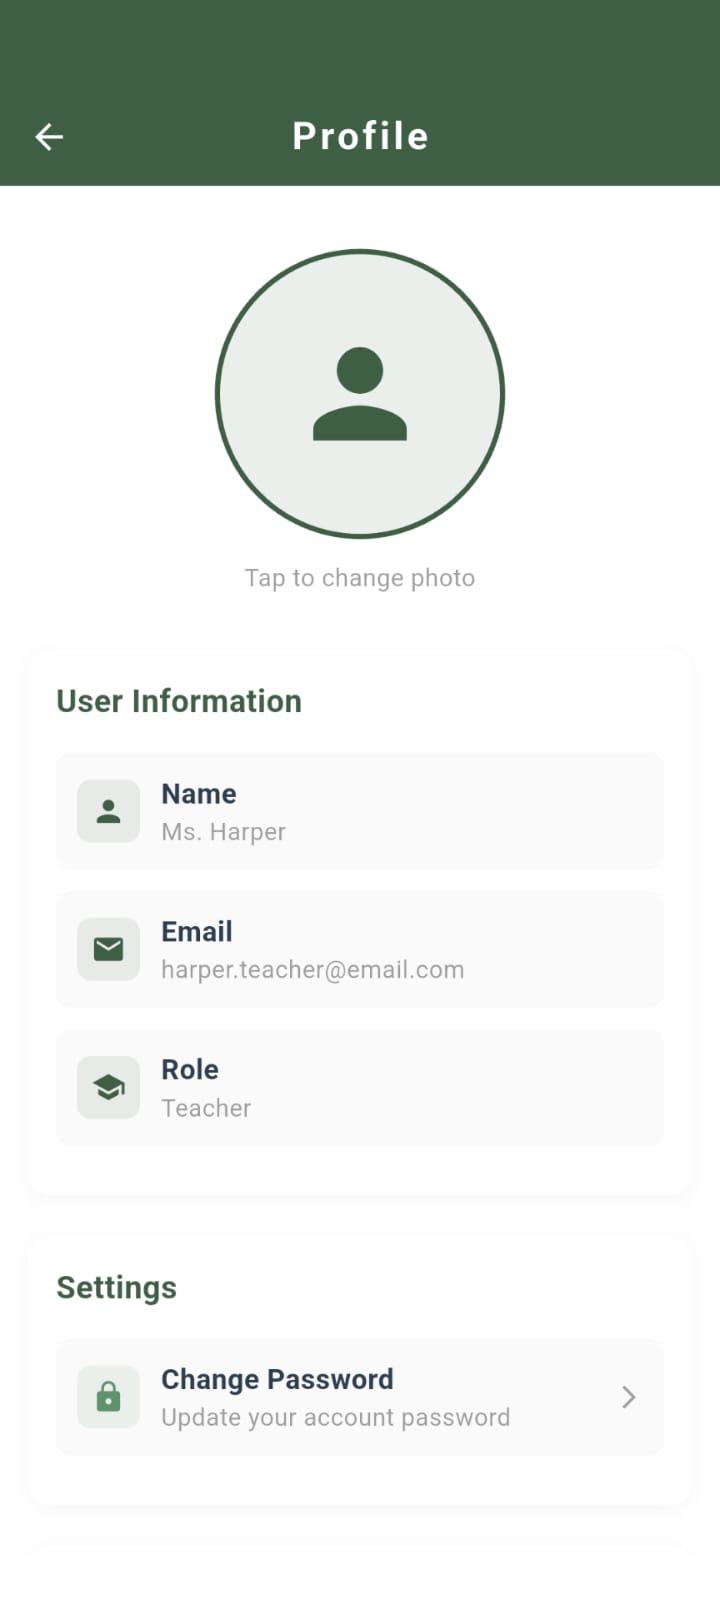 Profile
Tap to change photo
User Information
Name
Ms. Harper
Email
harper.teacher@email.com
Role
Teacher
Settings
Change Password
Update your account password